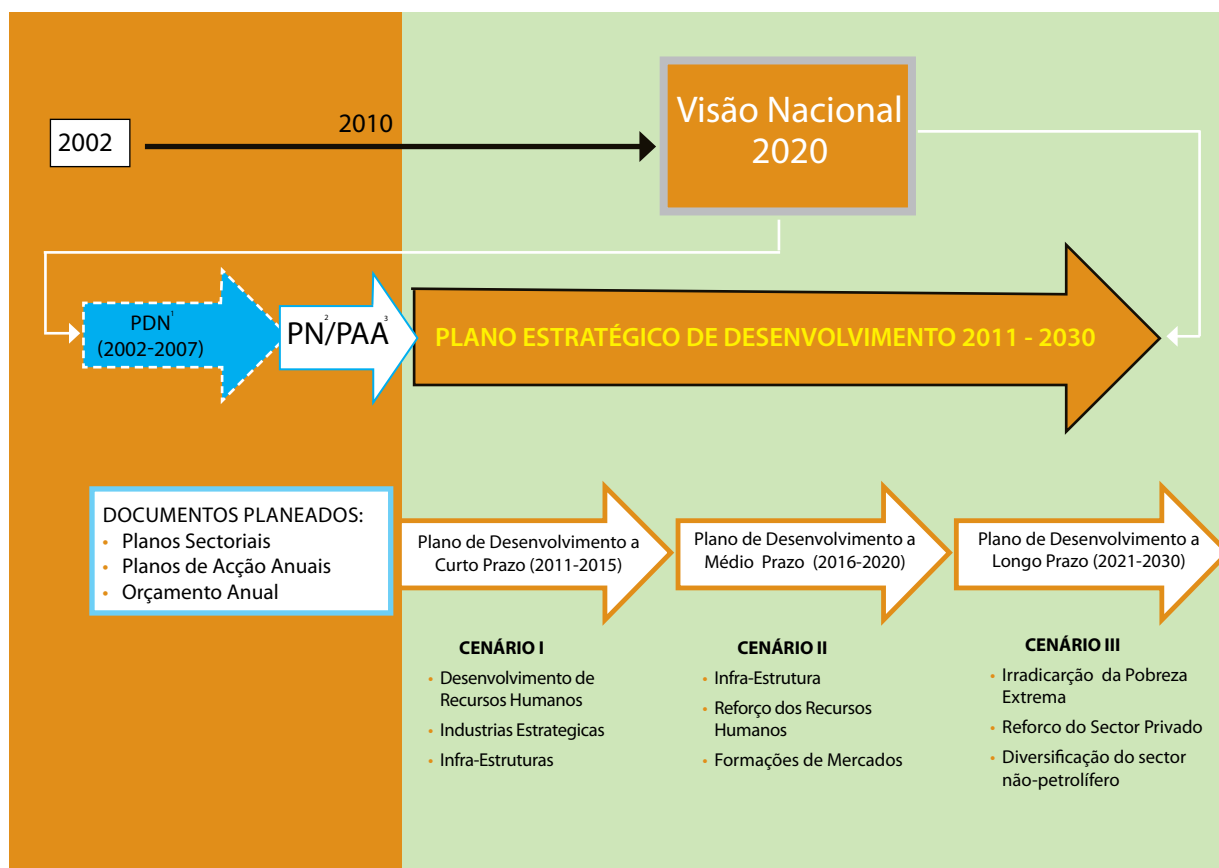 2002
2010
Visão Nacional
2020
PDN¹
(2002-2007)
PN²/PAA³
PLANO ESTRATÉGICO DE DESENVOLVIMENTO 2011 - 2030
DOCUMENTOS PLANEADOS:
• Planos Sectoriais
• Planos de Acção Anuais
• Orçamento Anual
Plano de Desenvolvimento a
Curto Prazo (2011-2015)
Plano de Desenvolvimento a
Médio Prazo (2016-2020)
Plano de Desenvolvimento a
Longo Prazo (2021-2030)
CENÁRIO I
• Desenvolvimento de
Recursos Humanos
• Industrias Estrategicas
• Infra-Estruturas
CENÁRIO II
• Infra-Estrutura
• Reforço dos Recursos
Humanos
• Formações de Mercados
CENÁRIO III
• Irradicarção da Pobreza
Extrema
• Reforco do Sector Privado
• Diversificação do sector
não-petrolífero